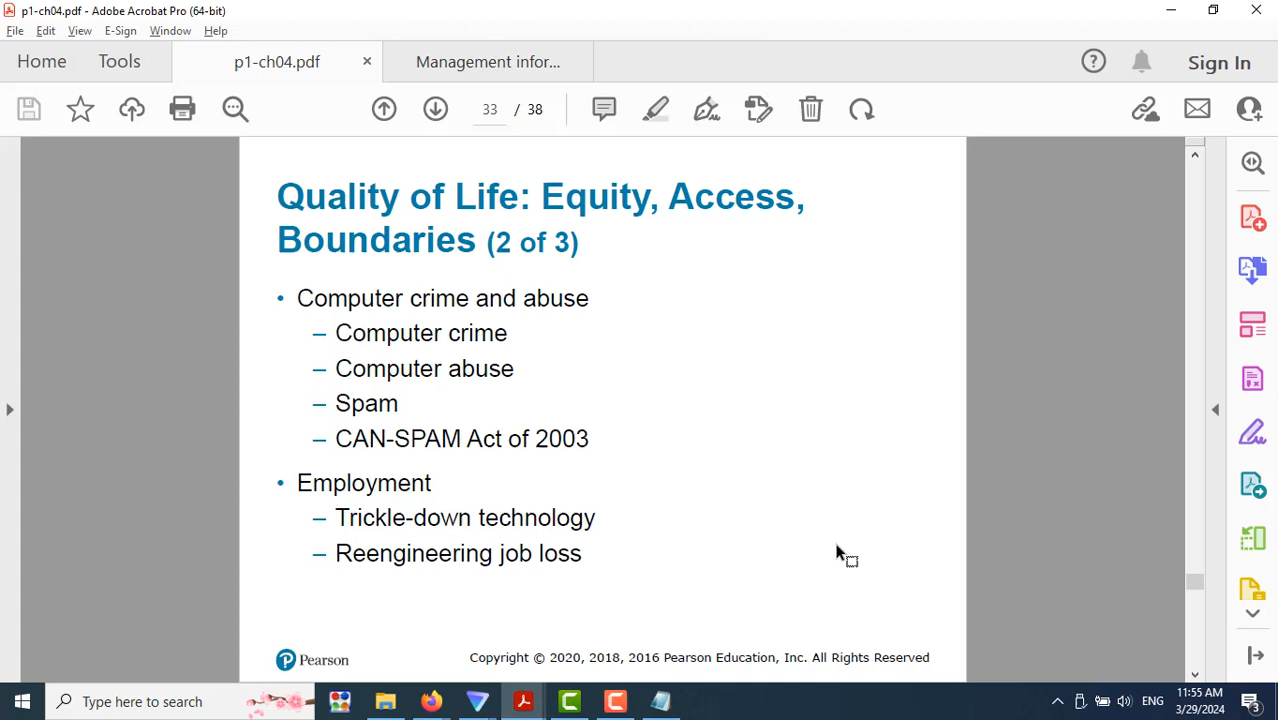 p1-ch04.pdf - Adobe Acrobat Pro (64-bit)
File Edit View E-Sign Window Help
Home Tools p1-ch04.pdf × Management infor... Sign In
33 / 38
Quality of Life: Equity, Access,
Boundaries (2 of 3)
• Computer crime and abuse
– Computer crime
– Computer abuse
– Spam
– CAN-SPAM Act of 2003
• Employment
– Trickle-down technology
– Reengineering job loss
Pearson Copyright © 2020, 2018, 2016 Pearson Education, Inc. All Rights Reserved
Type here to search ENG 11:55 AM
3/29/2024 3